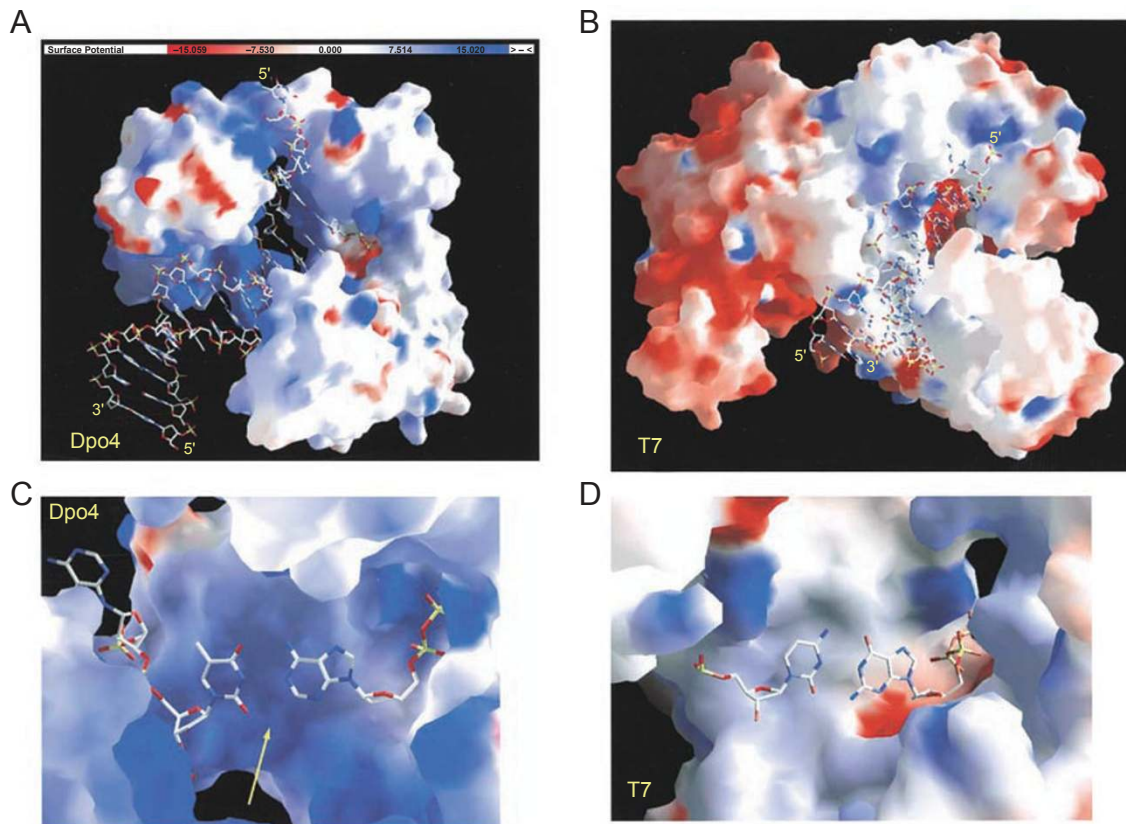 A
Surface Potential –15.059 –7.530 0.000 7.514 15.020 > – <
5'
3'
5'
Dpo4
B
5'
5'
3'
T7
C
Dpo4
D
T7